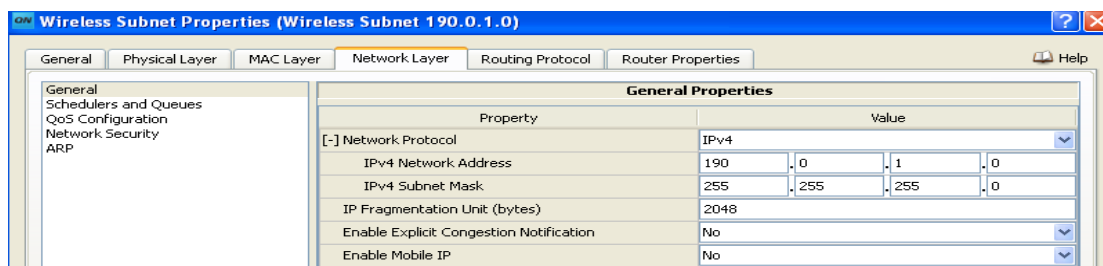 QN Wireless Subnet Properties (Wireless Subnet 190.0.1.0) ? X
General Physical Layer MAC Layer Network Layer Routing Protocol Router Properties Help
General
Schedulers and Queues
QoS Configuration
Network Security
ARP
General Properties
Property Value
[-] Network Protocol IPv4
IPv4 Network Address 190 . 0 . 1 . 0
IPv4 Subnet Mask 255 . 255 . 255 . 0
IP Fragmentation Unit (bytes) 2048
Enable Explicit Congestion Notification No
Enable Mobile IP No